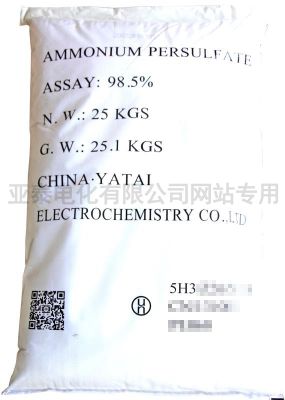 AMMONIUM PERSULFATE
ASSAY: 98.5%
N. W.: 25 KGS
G. W.: 25.1 KGS
CHINA·YATAI
亚泰电化有限公司网站专用
ELECTROCHEMISTRY CO.,LTD
5H3